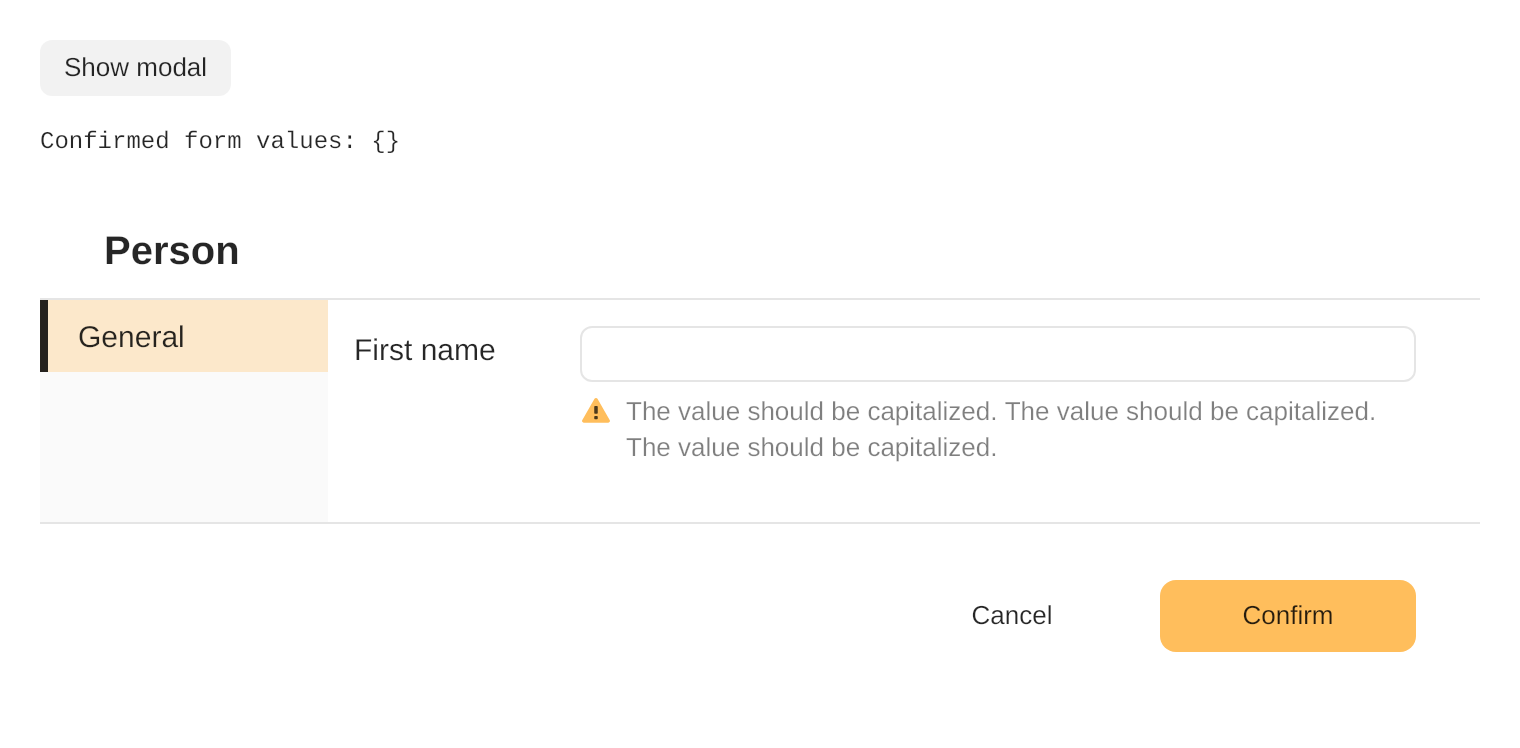 Show modal
Confirmed form values: {}
Person
General
First name
The value should be capitalized. The value should be capitalized.
The value should be capitalized.
Cancel
Confirm